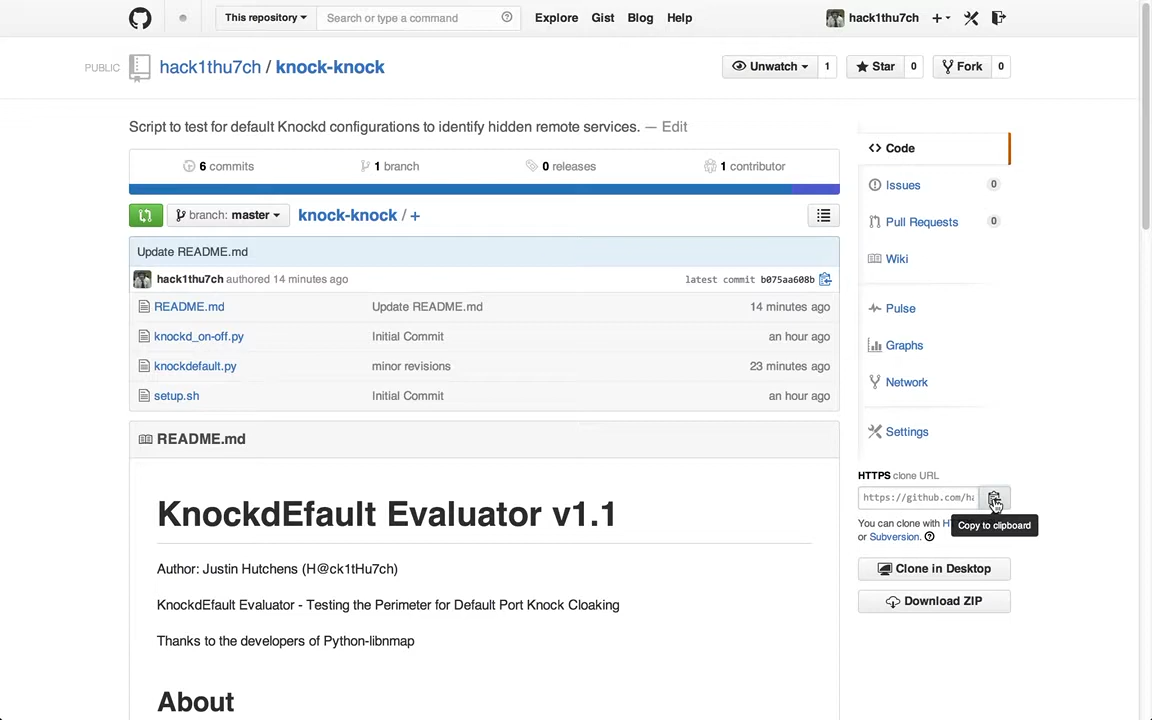 This repository
Search or type a command
Explore
Gist
Blog
Help
hack1thu7ch
PUBLIC
hack1thu7ch / knock-knock
Unwatch
1
Star
0
Fork
0
Script to test for default Knockd configurations to identify hidden remote services. — Edit
6 commits
1 branch
0 releases
1 contributor
branch: master
knock-knock / +
Update README.md
hack1thu7ch authored 14 minutes ago
latest commit b075aa608b
README.md
Update README.md
14 minutes ago
knockd_on-off.py
Initial Commit
an hour ago
knockdefault.py
minor revisions
23 minutes ago
setup.sh
Initial Commit
an hour ago
README.md
KnockdEfault Evaluator v1.1
Author: Justin Hutchens (H@ck1tHu7ch)
KnockdEfault Evaluator - Testing the Perimeter for Default Port Knock Cloaking
Thanks to the developers of Python-libnmap
About
Code
Issues
0
Pull Requests
0
Wiki
Pulse
Graphs
Network
Settings
HTTPS clone URL
https://github.com/ha
You can clone with
or Subversion.
Copy to clipboard
Clone in Desktop
Download ZIP